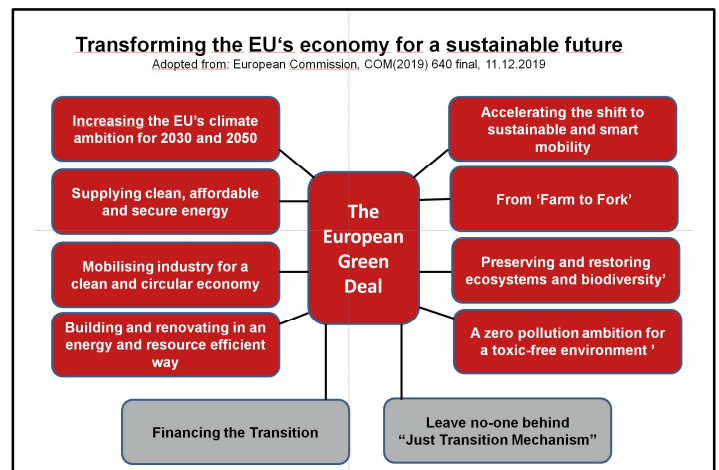 Transforming the EU‘s economy for a sustainable future
Adopted from: European Commission, COM(2019) 640 final, 11.12.2019
Increasing the EU’s climate
ambition for 2030 and 2050
Supplying clean, affordable
and secure energy
Mobilising industry for a
clean and circular economy
Building and renovating in an
energy and resource efficient
way
The
European
Green
Deal
Accelerating the shift to
sustainable and smart
mobility
From ‘Farm to Fork’
Preserving and restoring
ecosystems and biodiversity’
A zero pollution ambition for
a toxic-free environment ’
Financing the Transition
Leave no-one behind
“Just Transition Mechanism”